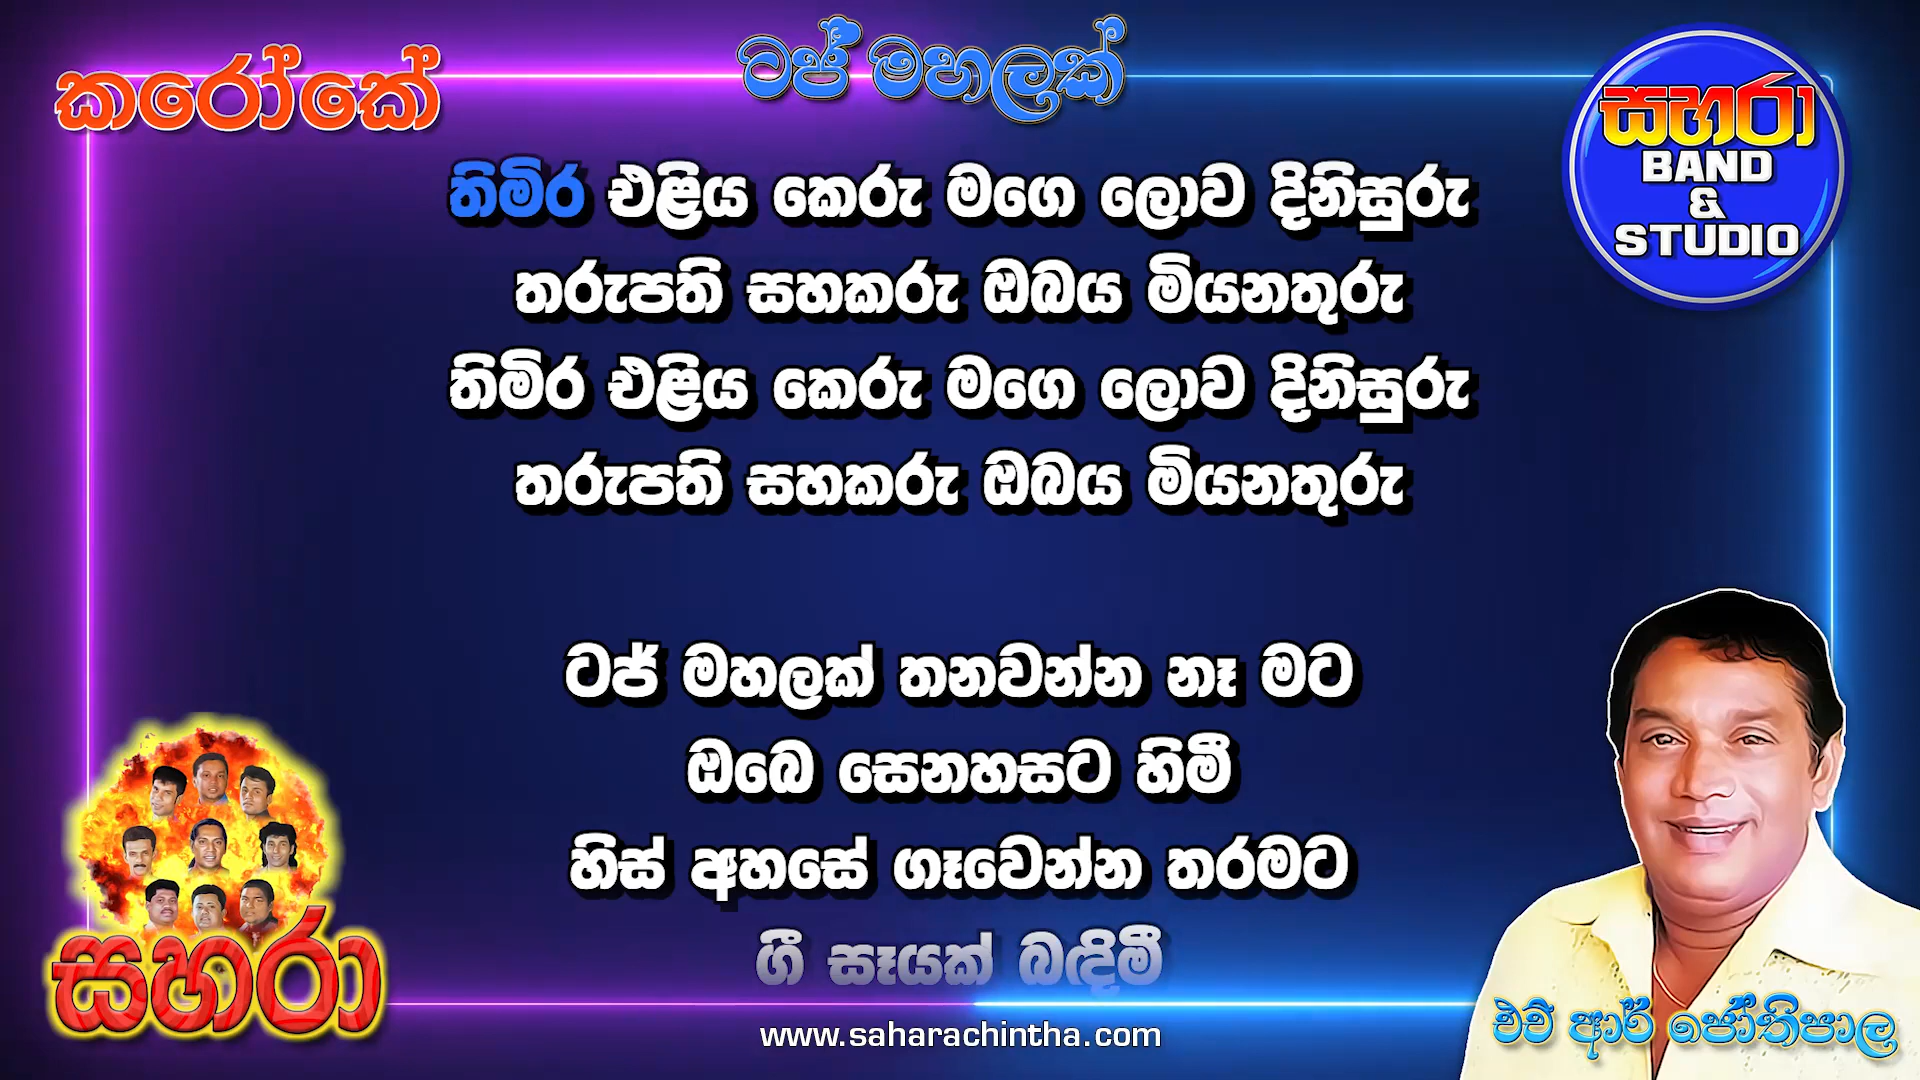 කරෝකේ
ටජ් මහලක්
සහරා
BAND
&
STUDIO
තිමිර එළිය කෙරු මගෙ ලොව දිනිසුරු
තරුපති සහකරු ඔබය මියනතුරු
තිමිර එළිය කෙරු මගෙ ලොව දිනිසුරු
තරුපති සහකරු ඔබය මියනතුරු
ටජ් මහලක් තනවන්න නෑ මට
ඔබෙ සෙනහසට හිමී
හිස් අහසේ ගෑවෙන්න තරමට
ගී සෑයක් බඳිමී
සහරා
www.saharachintha.com
එච් ආර් ජෝතිපාල